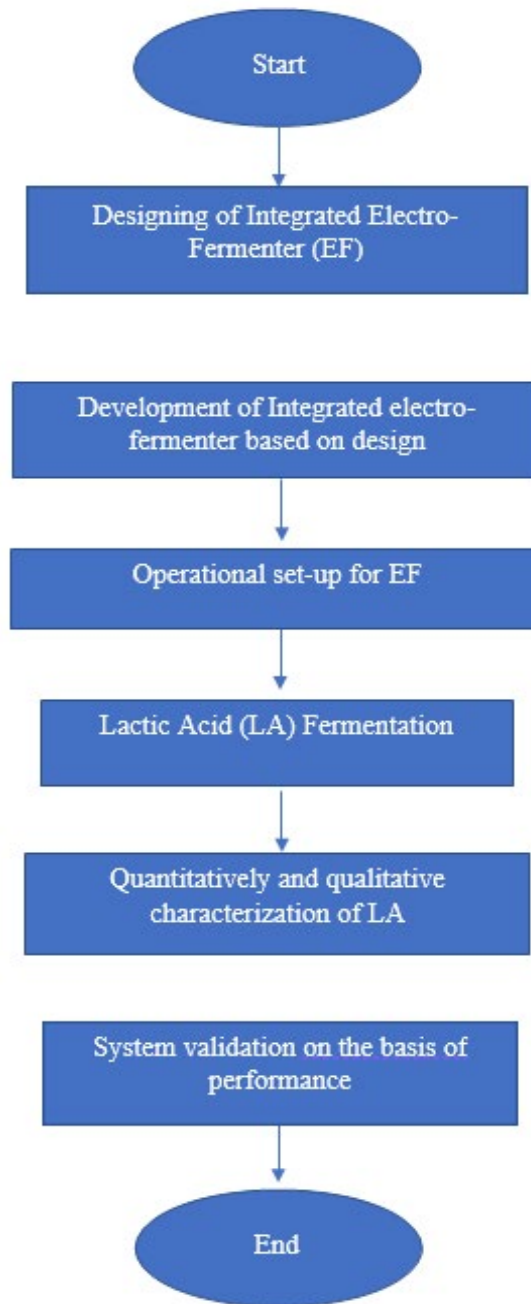 Start
Designing of Integrated Electro-
Fermenter (EF)
Development of Integrated electro-
fermenter based on design
Operational set-up for EF
Lactic Acid (LA) Fermentation
Quantitatively and qualitative
characterization of LA
System validation on the basis of
performance
End